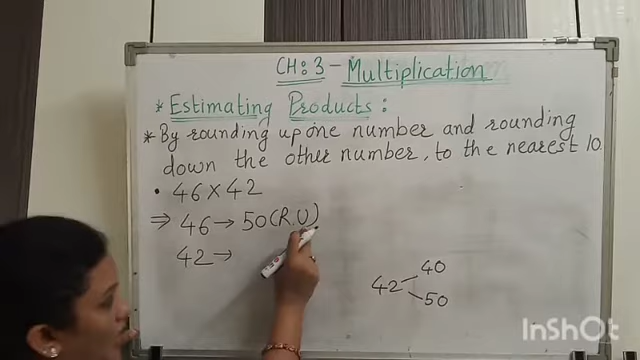 CH: 3 - Multiplication
* Estimating Products :
* By rounding up one number and rounding
down the other number, to the nearest 10.
• 46 x 42
⇒ 46 → 50 (R.U)
42 →
42
40
50
InShOt